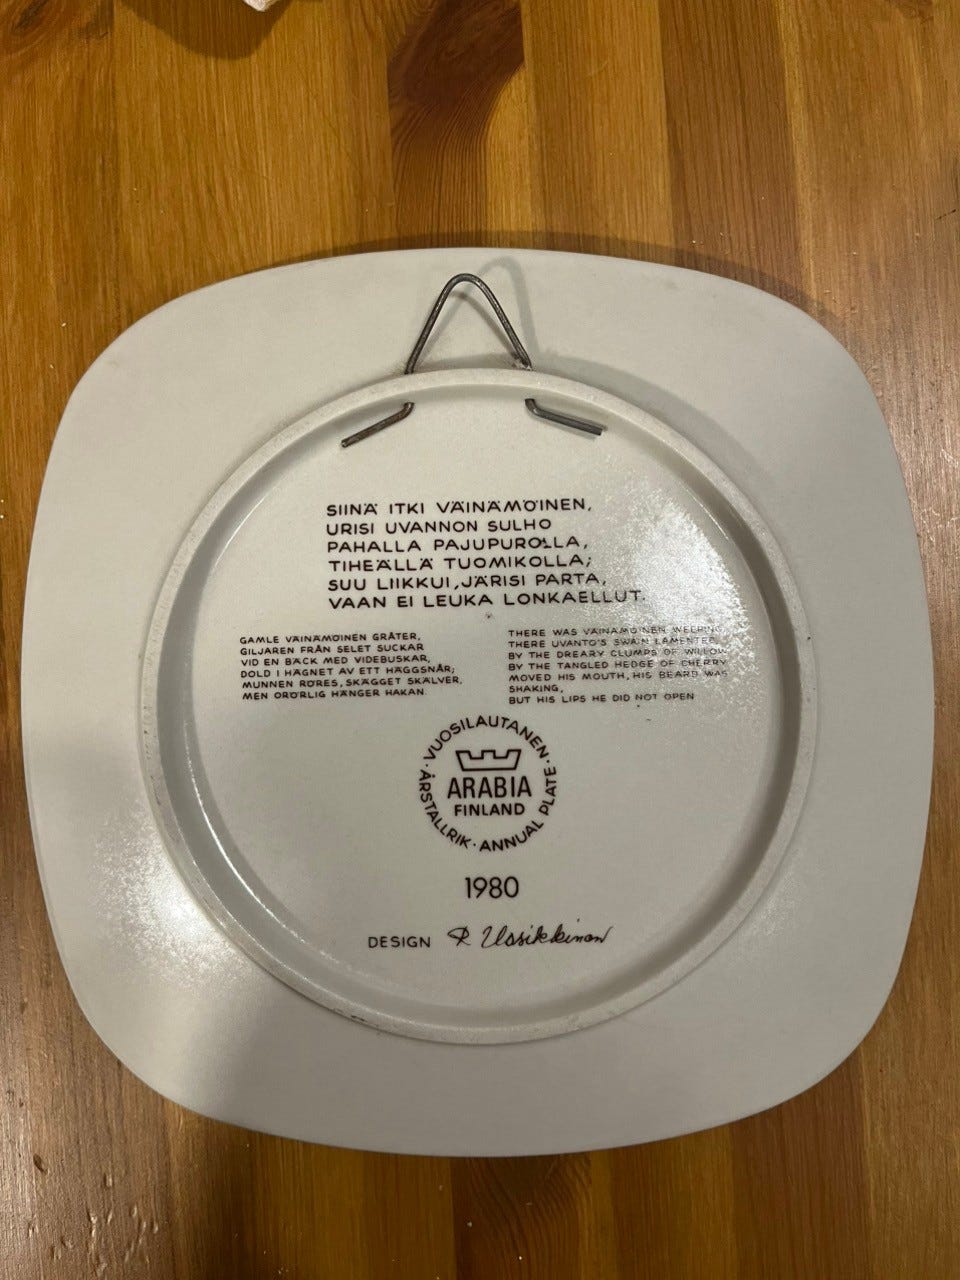 SIINÄ ITKI VÄINÄMÖINEN,
URISI UVANNON SULHO
PAHALLA PAJUPUROLLA,
TIHEÄLLÄ TUOMIKOLLA;
SUU LIIKKUI, JÄRISI PARTA,
VAAN EI LEUKA LONKAELLUT.
GAMLE VÄINÄMÖINEN GRÅTER,
GILJAREN FRÅN SELET SUCKAR
VID EN BÄCK MED VIDEBUSKAR,
DOLD I HÄGNET AV ETT HÄGGSNÅR;
MUNNEN RÖRES, SKÄGGET SKÄLVER,
MEN ORÖRLIG HÄNGER HAKAN.
THERE WAS VÄINÄMÖINEN WEEPING,
THERE UVANTO'S SWAIN LAMENTED
BY THE DREARY CLUMPS OF WILLOW
BY THE TANGLED HEDGE OF CHERRY
MOVED HIS MOUTH, HIS BEARD WAS
SHAKING,
BUT HIS LIPS HE DID NOT OPEN
VUOSILAUTANEN · ANNUAL PLATE · ÅRSTALLRIK ·
ARABIA
FINLAND
1980
DESIGN R Uosikkinen